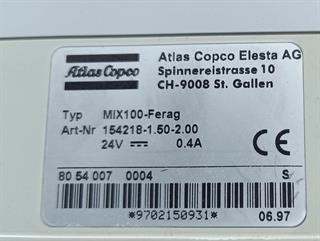 Atlas Copco
Atlas Copco Elesta AG
Spinnereistrasse 10
CH-9008 St. Gallen
Typ MIX100-Ferag
Art-Nr 154218-1.50-2.00
24V 0.4A
CE
80 54 007 0004 S
*9702150931* 06.97